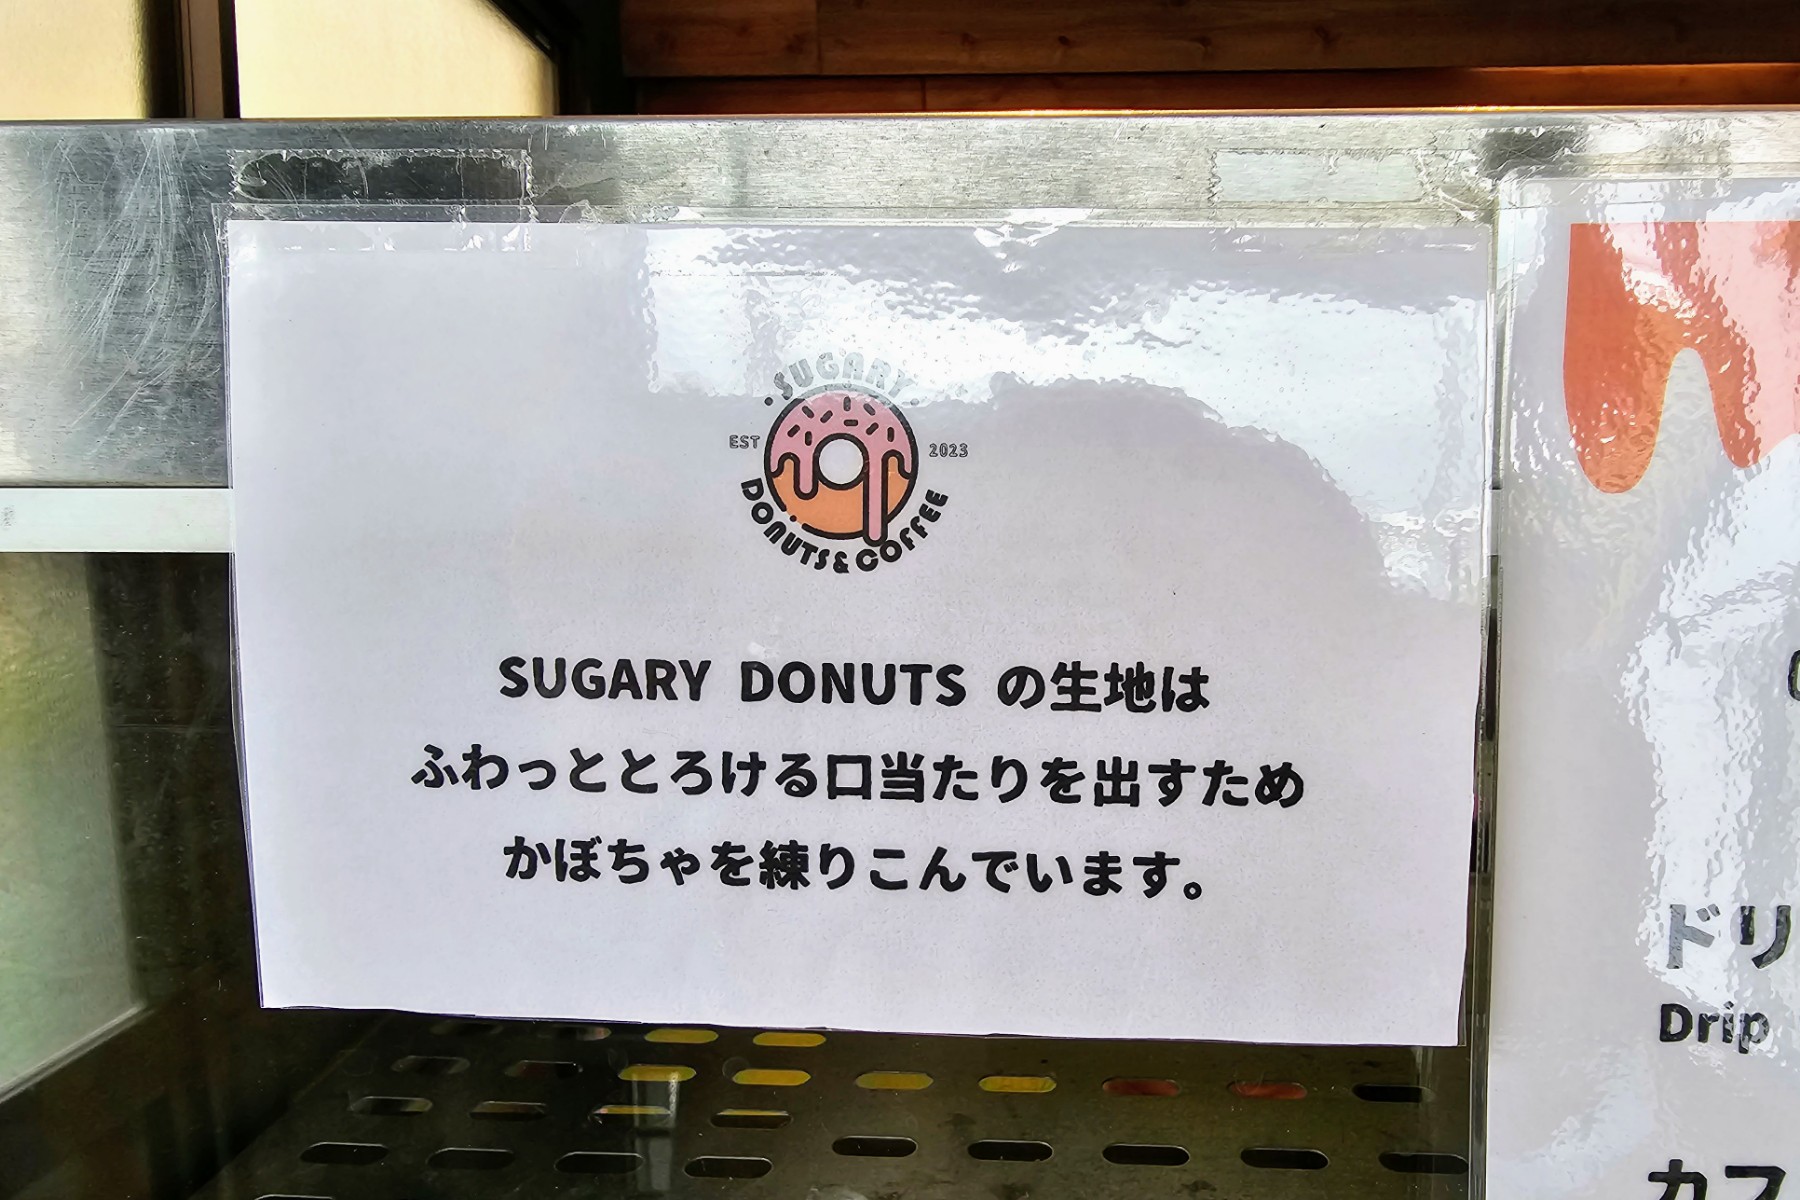 SUGARY
EST 2023
DONUTS & COFFEE
SUGARY DONUTS の生地は
ふわっととろける口当たりを出すため
かぼちゃを練りこんでいます。
ドリ
Drip
カフ